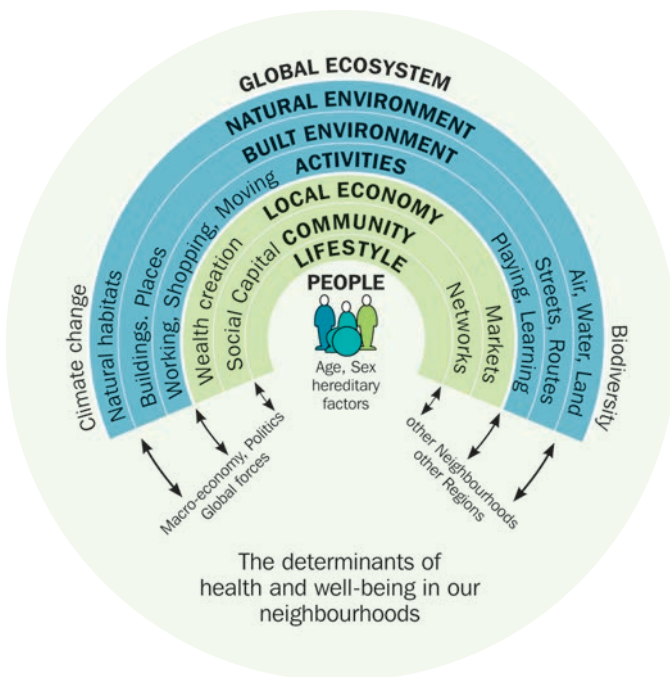 GLOBAL ECOSYSTEM
NATURAL ENVIRONMENT
BUILT ENVIRONMENT
ACTIVITIES
LOCAL ECONOMY
COMMUNITY
LIFESTYLE
PEOPLE
Age, Sex
hereditary
factors
Climate change
Natural habitats
Buildings. Places
Working, Shopping, Moving
Wealth creation
Social Capital
Networks
Markets
Playing, Learning
Streets, Routes
Air, Water, Land
Biodiversity
Macro-economy, Politics
Global forces
other Neighbourhoods
other Regions
The determinants of
health and well-being in our
neighbourhoods